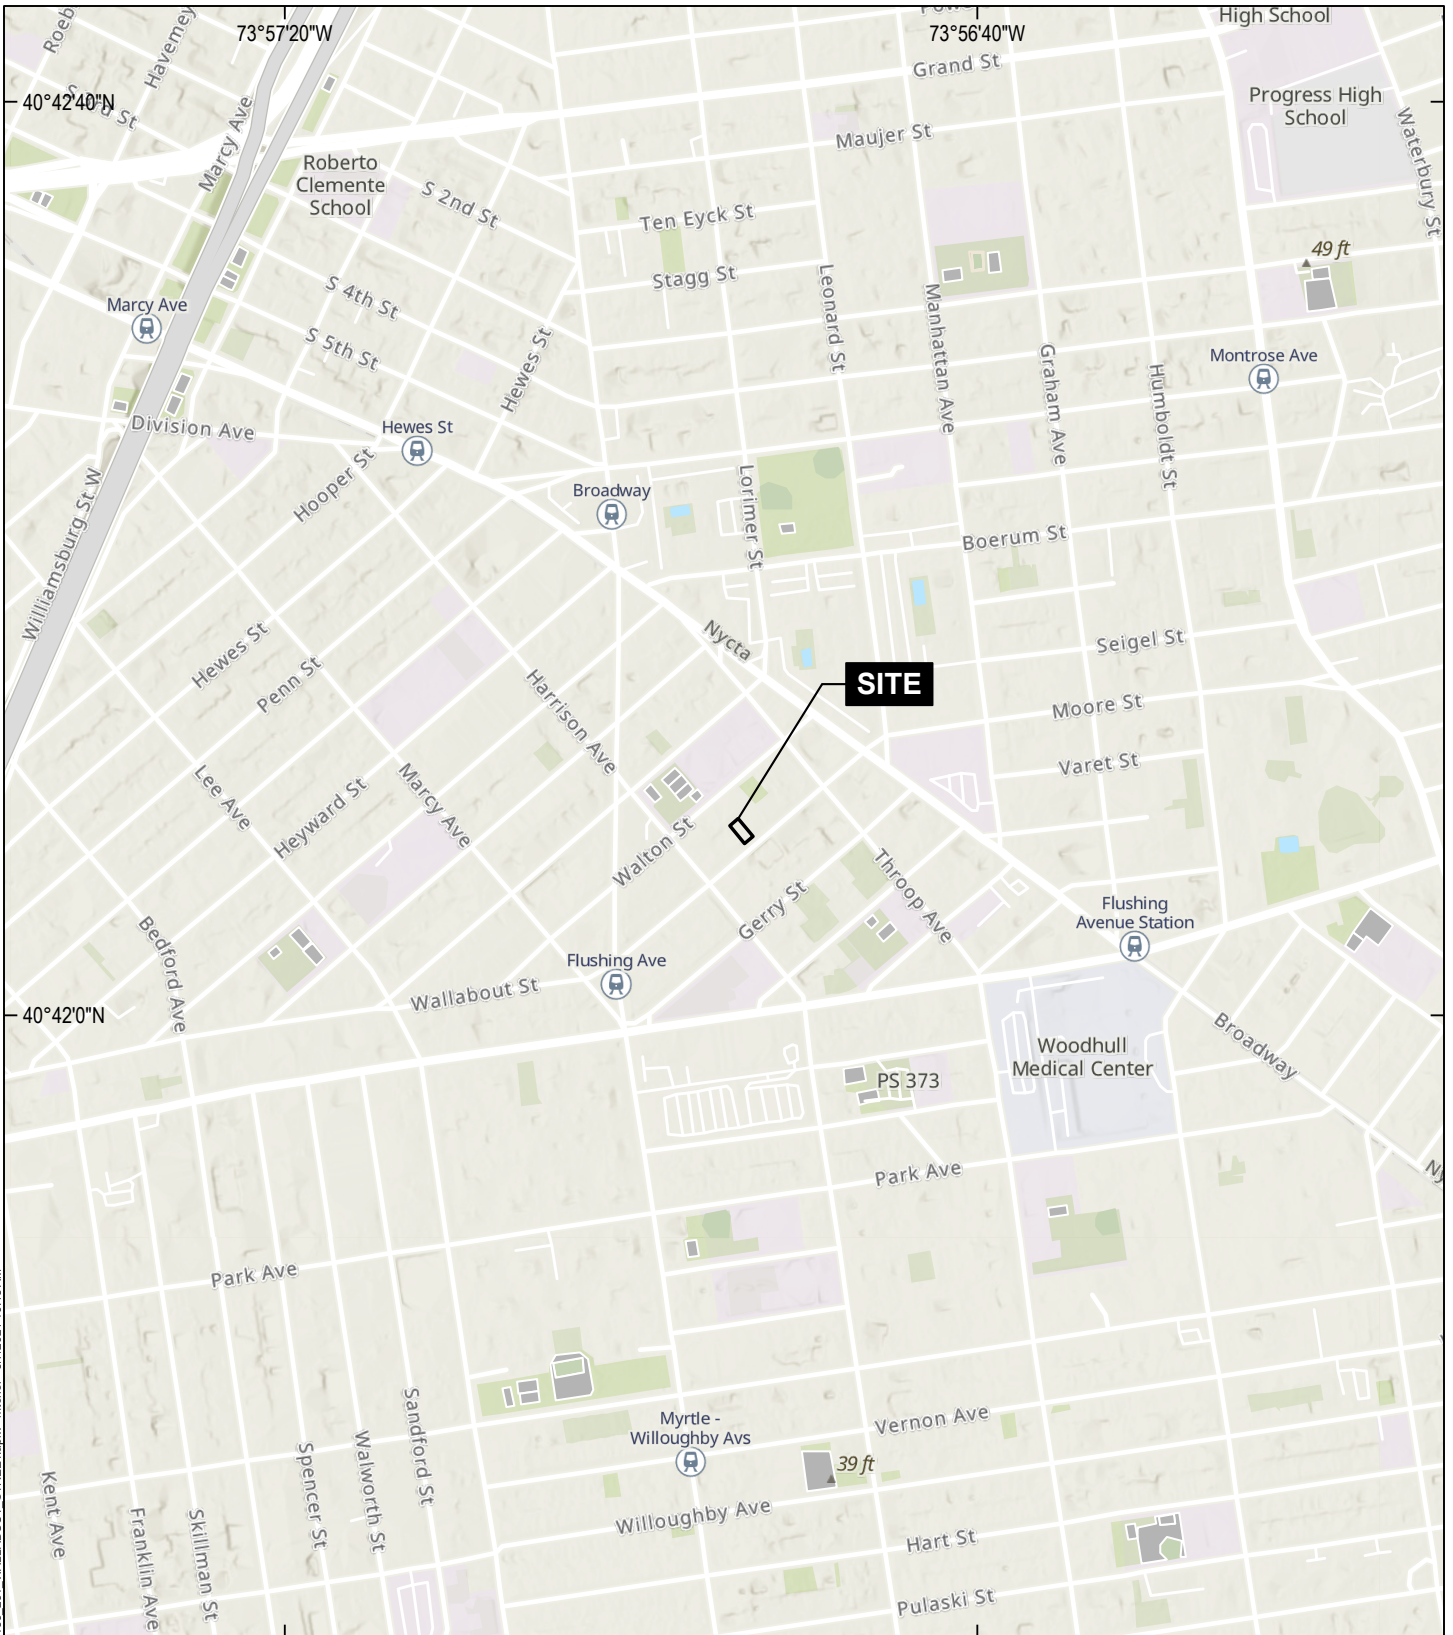 High School
73°57'20"W
73°56'40"W
Grand St
40°42'40"N
Progress High
School
Marcy Ave
Maujer St
Waterbury St
Roberto
Clemente
School
S 2nd St
Ten Eyck St
49 ft
Stagg St
Leonard St
S 4th St
Manhattan Ave
Marcy Ave
S 5th St
Hewes St
Graham Ave
Montrose Ave
Humboldt St
Division Ave
Hewes St
Hooper St
Broadway
Lorimer St
Williamsburg St W
Boerum St
Hewes St
Nycta
Seigel St
Penn St
SITE
Harrison Ave
Moore St
Varet St
Lee Ave
Heyward St
Marcy Ave
Walton St
Throop Ave
Gerry St
Flushing
Avenue Station
Bedford Ave
Flushing Ave
Wallabout St
40°42'0"N
Broadway
Woodhull
Medical Center
PS 373
Park Ave
Park Ave
Sandford St
Vernon Ave
Myrtle -
Willoughby Avs
39 ft
Spencer St
Walworth St
Kent Ave
Willoughby Ave
Franklin Ave
Skillman St
Hart St
Pulaski St